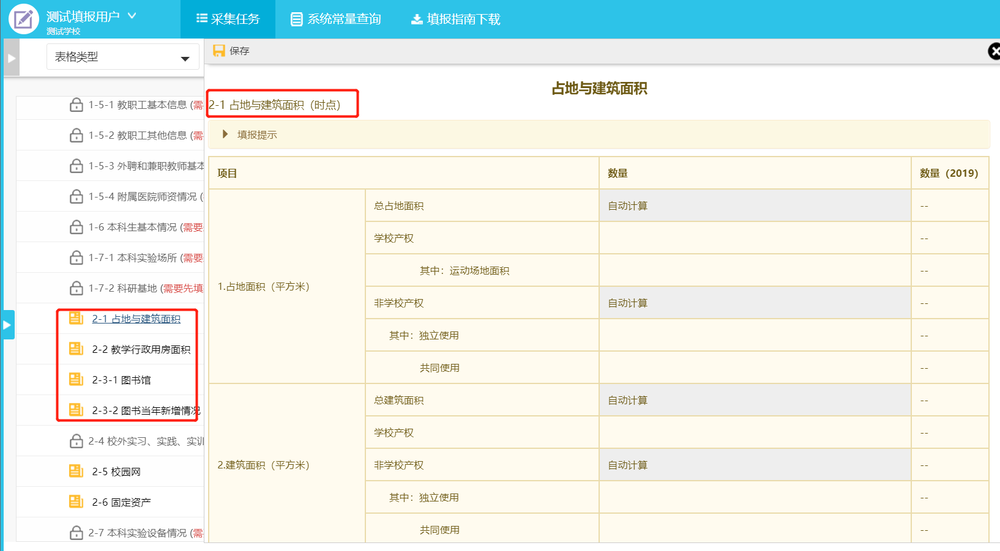 测试填报用户
测试学校
采集任务
系统常量查询
填报指南下载
表格类型
保存
1-5-1 教职工基本信息 (需
1-5-2 教职工其他信息 (需
1-5-3 外聘和兼职教师基本
1-5-4 附属医院师资情况 (
1-6 本科生基本情况 (需要
1-7-1 本科实验场所 (需要
1-7-2 科研基地 (需要先填
2-1 占地与建筑面积
2-2 教学行政用房面积
2-3-1 图书馆
2-3-2 图书当年新增情况
2-4 校外实习、实践、实训
2-5 校园网
2-6 固定资产
2-7 本科实验设备情况 (需
占地与建筑面积
2-1 占地与建筑面积（时点）
填报提示
项目 数量 数量（2019）
1.占地面积（平方米）
总占地面积 自动计算 --
学校产权 --
其中：运动场地面积 --
非学校产权 自动计算 --
其中：独立使用 --
共同使用 --
2.建筑面积（平方米）
总建筑面积 自动计算 --
学校产权 --
非学校产权 自动计算 --
其中：独立使用 --
共同使用 --